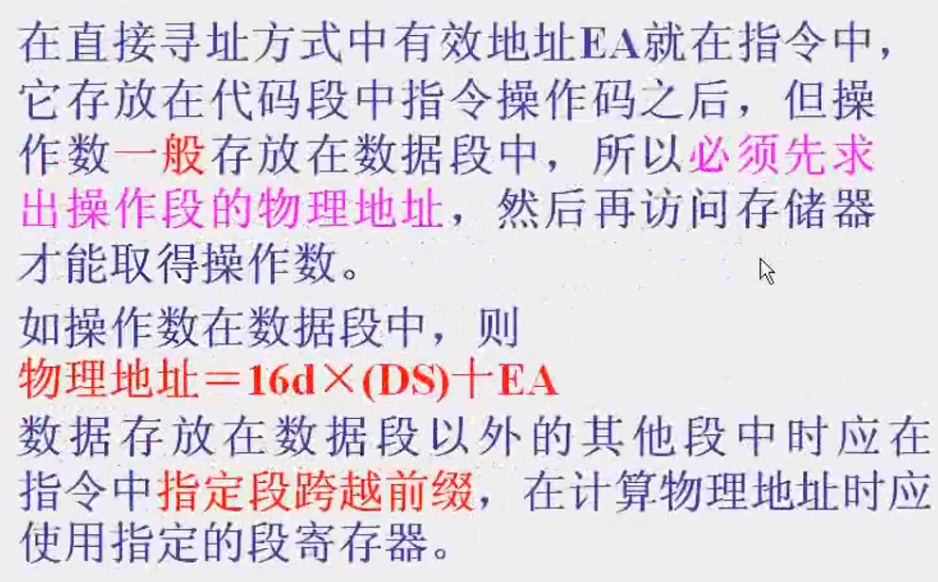 在直接寻址方式中有效地址EA就在指令中，
它存放在代码段中指令操作码之后，但操
作数一般存放在数据段中，所以必须先求
出操作段的物理地址，然后再访问存储器
才能取得操作数。
如操作数在数据段中，则
物理地址＝16d×(DS)＋EA
数据存放在数据段以外的其他段中时应在
指令中指定段跨越前缀，在计算物理地址时应
使用指定的段寄存器。